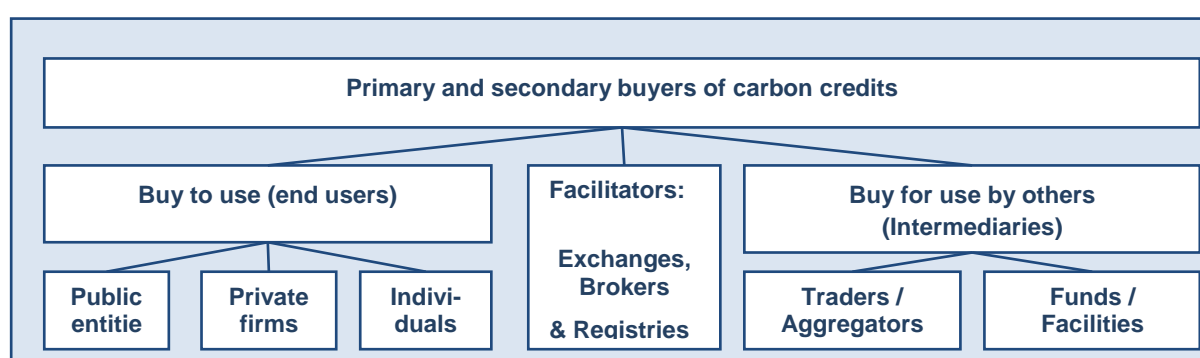 Primary and secondary buyers of carbon credits
Buy to use (end users)
Facilitators:
Exchanges,
Brokers
& Registries
Buy for use by others
(Intermediaries)
Public
entitie
Private
firms
Indivi-
duals
Traders /
Aggregators
Funds /
Facilities